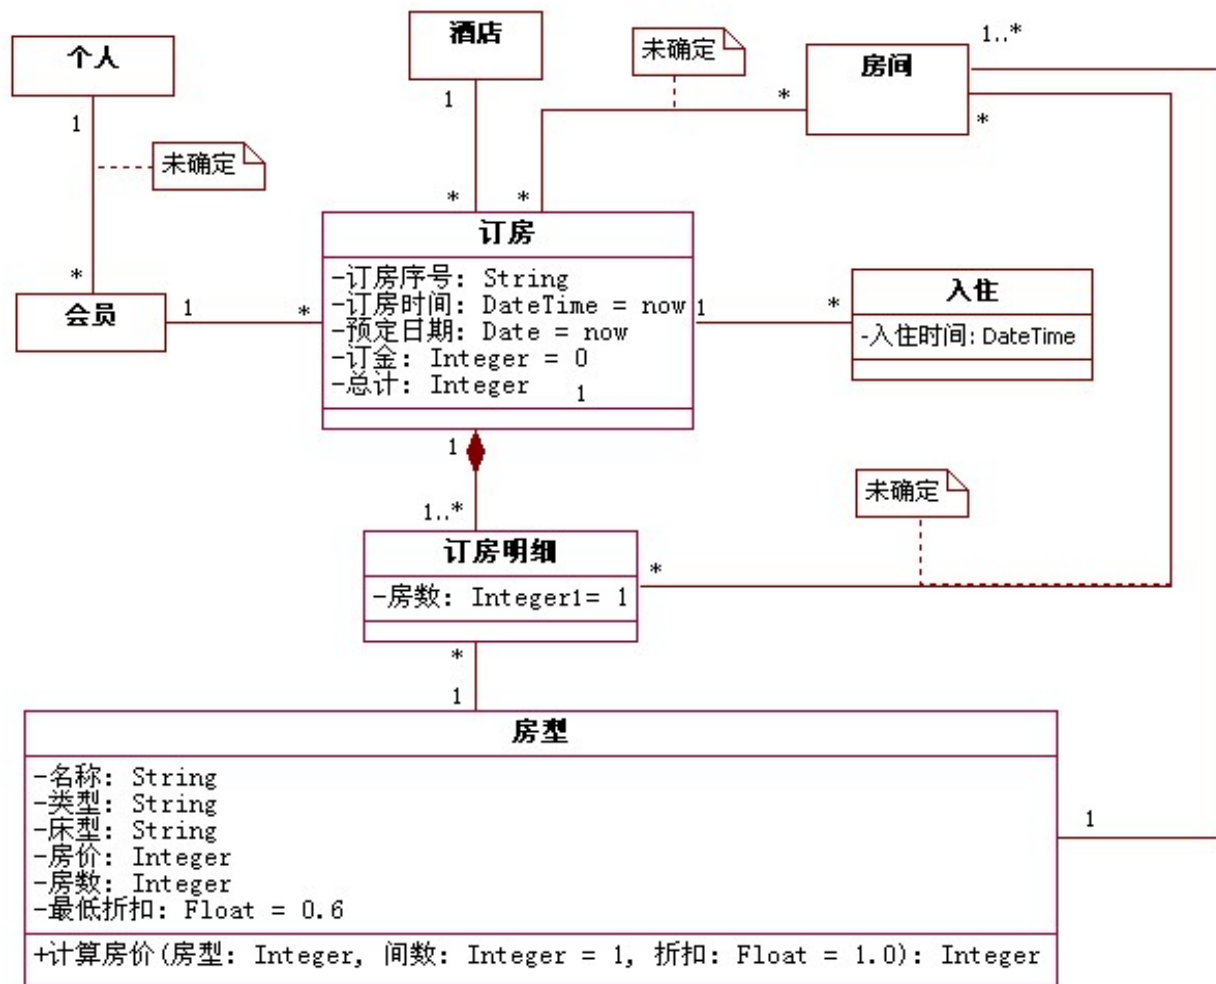 个人
酒店
未确定
房间
1..*
1
1
*
*
未确定
*
*
*
会员
1
*
订房
-订房序号: String
-订房时间: DateTime = now
-预定日期: Date = now
-订金: Integer = 0
-总计: Integer
1
1
*
入住
-入住时间: DateTime
1
1..*
未确定
订房明细
-房数: Integer1= 1
*
*
1
房型
-名称: String
-类型: String
-床型: String
-房价: Integer
-房数: Integer
-最低折扣: Float = 0.6
1
+计算房价(房型: Integer, 间数: Integer = 1, 折扣: Float = 1.0): Integer